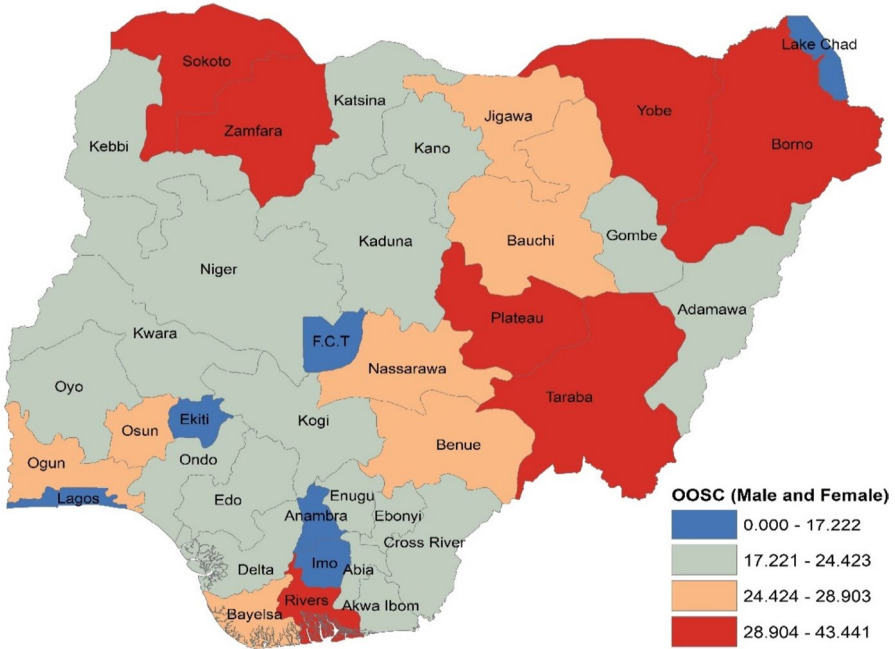 Lake Chad
Sokoto
Katsina
Jigawa
Yobe
Zamfara
Borno
Kebbi
Kano
Gombe
Kaduna
Bauchi
Niger
Adamawa
Plateau
Kwara
F.C.T
Nassarawa
Oyo
Taraba
Ekiti
Kogi
Osun
Benue
Ondo
Ogun
Lagos
Edo
Enugu
Anambra
Ebonyi
Cross River
Imo
Delta
Abia
Rivers
Akwa Ibom
Bayelsa
OOSC (Male and Female)
0.000 - 17.222
17.221 - 24.423
24.424 - 28.903
28.904 - 43.441